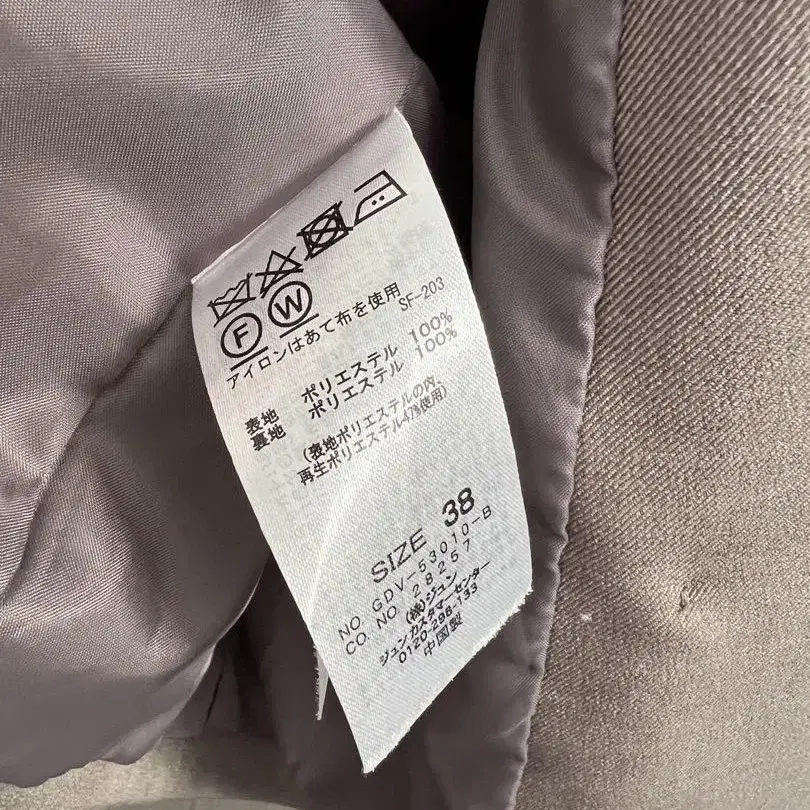 F W
アイロンはあて布を使用
SF-203
表地 ポリエステル 100%
裏地 ポリエステル 100%
(表地ポリエステルの内、
再生ポリエステル47%使用)
SIZE 38
NO. GDV-53010-B
CO. NO 28257
(株)ジュン
ジュンカスタマーセンター
0120-298-133
中国製